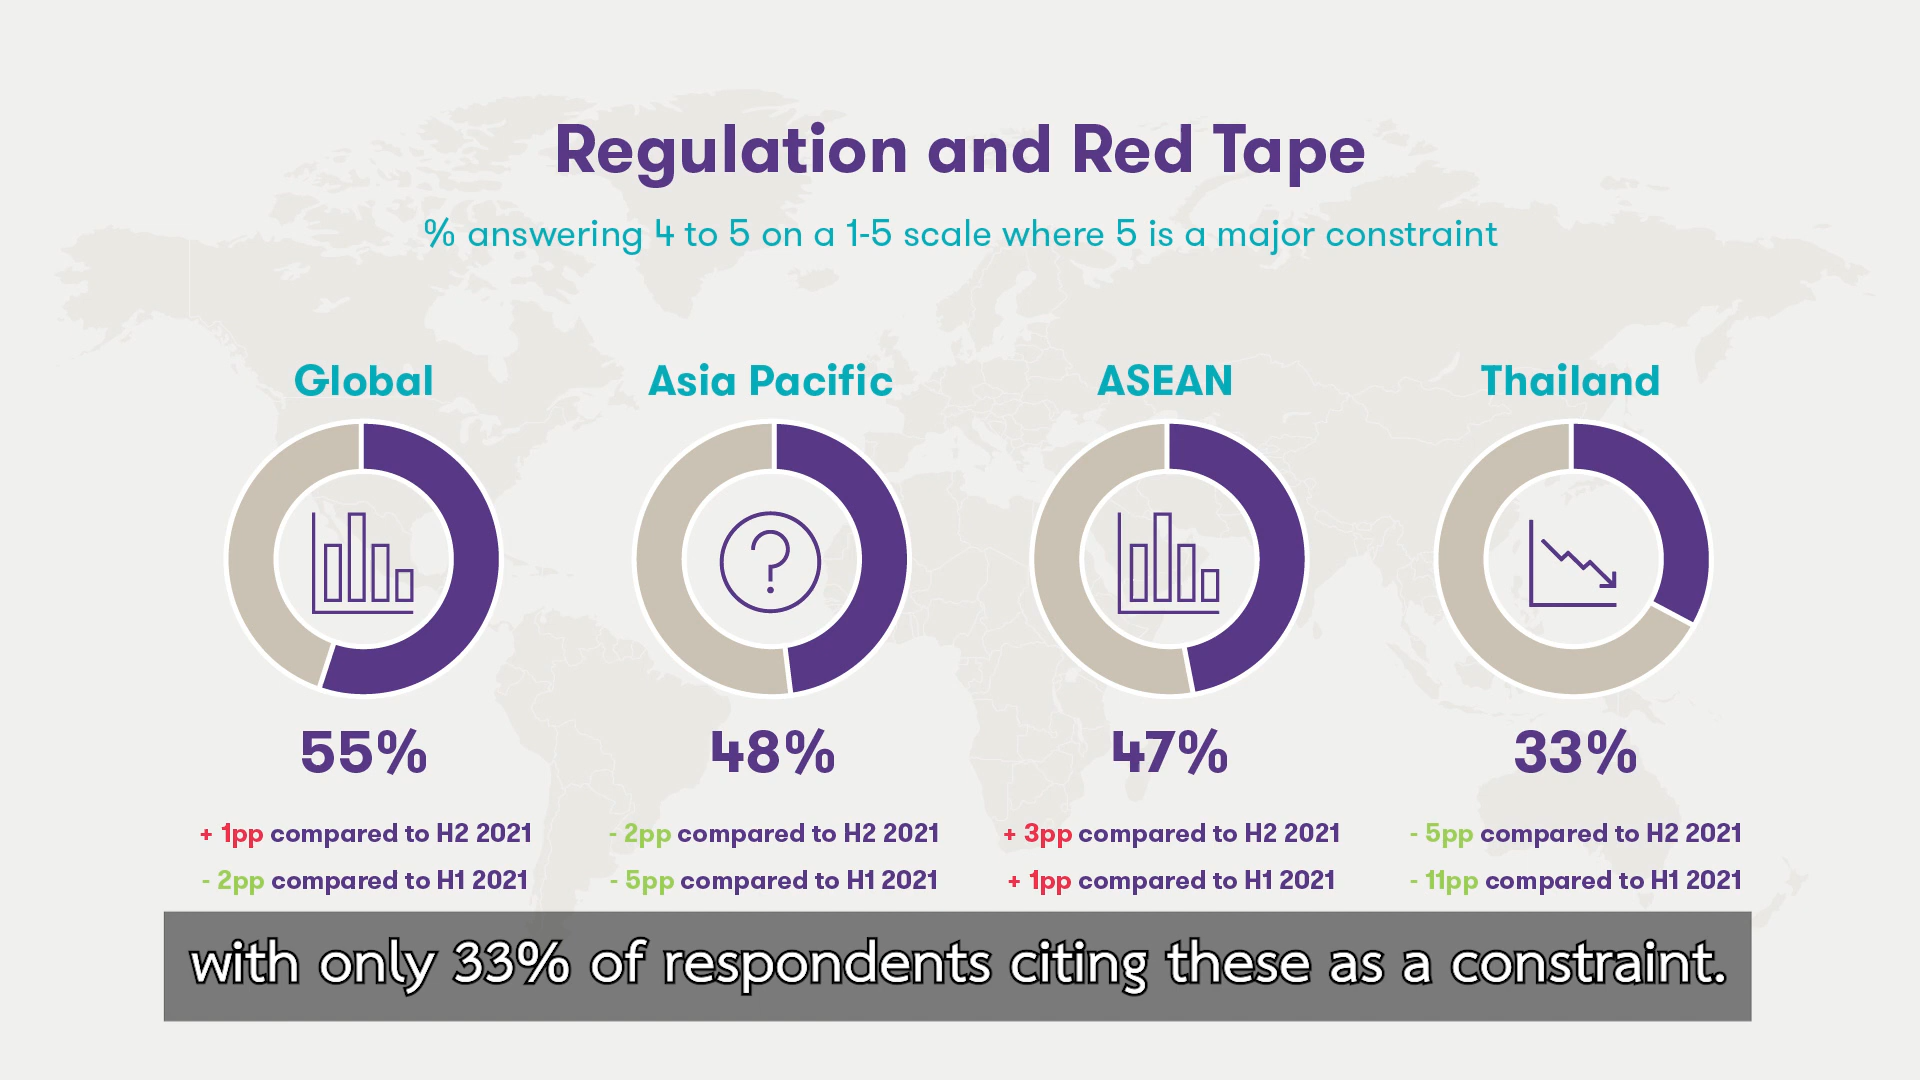 Regulation and Red Tape
% answering 4 to 5 on a 1-5 scale where 5 is a major constraint
Global
Asia Pacific
ASEAN
Thailand
55%
48%
47%
33%
+ 1pp compared to H2 2021
- 2pp compared to H2 2021
+ 3pp compared to H2 2021
- 5pp compared to H2 2021
- 2pp compared to H1 2021
- 5pp compared to H1 2021
+ 1pp compared to H1 2021
- 11pp compared to H1 2021
with only 33% of respondents citing these as a constraint.